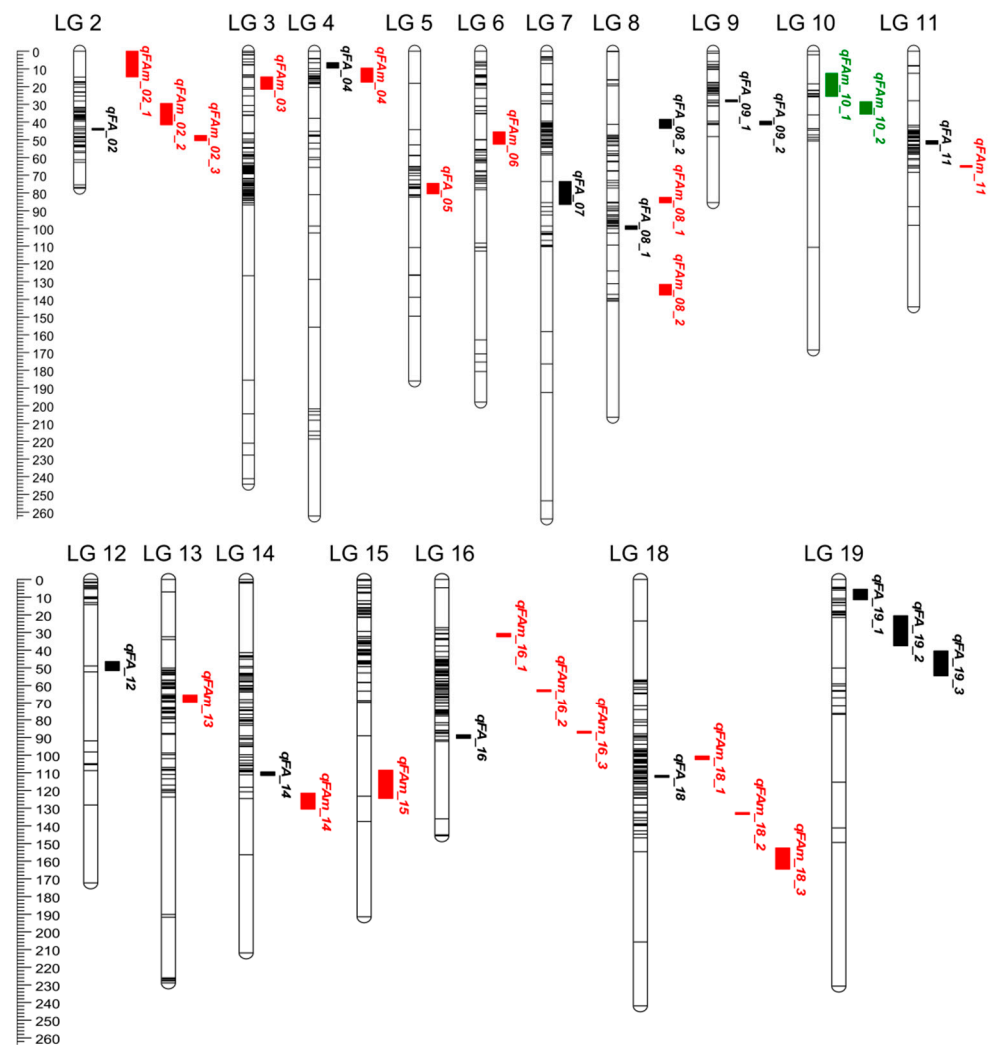 LG 2 LG 3 LG 4 LG 5 LG 6 LG 7 LG 8 LG 9 LG 10 LG 11
0
10
20
30
40
50
60
70
80
90
100
110
120
130
140
150
160
170
180
190
200
210
220
230
240
250
260
qFA_02
qFAm_02_1
qFAm_02_2
qFAm_02_3
qFAm_03
qFA_04
qFAm_04
qFA_05
qFAm_06
qFA_07
qFA_08_1
qFA_08_2
qFAm_08_1
qFAm_08_2
qFA_09_1
qFA_09_2
qFAm_10_1
qFAm_10_2
qFA_11
qFAm_11
LG 12 LG 13 LG 14 LG 15 LG 16 LG 18 LG 19
0
10
20
30
40
50
60
70
80
90
100
110
120
130
140
150
160
170
180
190
200
210
220
230
240
250
260
qFA_12
qFAm_13
qFA_14
qFAm_14
qFAm_15
qFA_16
qFAm_16_1
qFAm_16_2
qFAm_16_3
qFA_18
qFAm_18_1
qFAm_18_2
qFAm_18_3
qFA_19_1
qFA_19_2
qFA_19_3